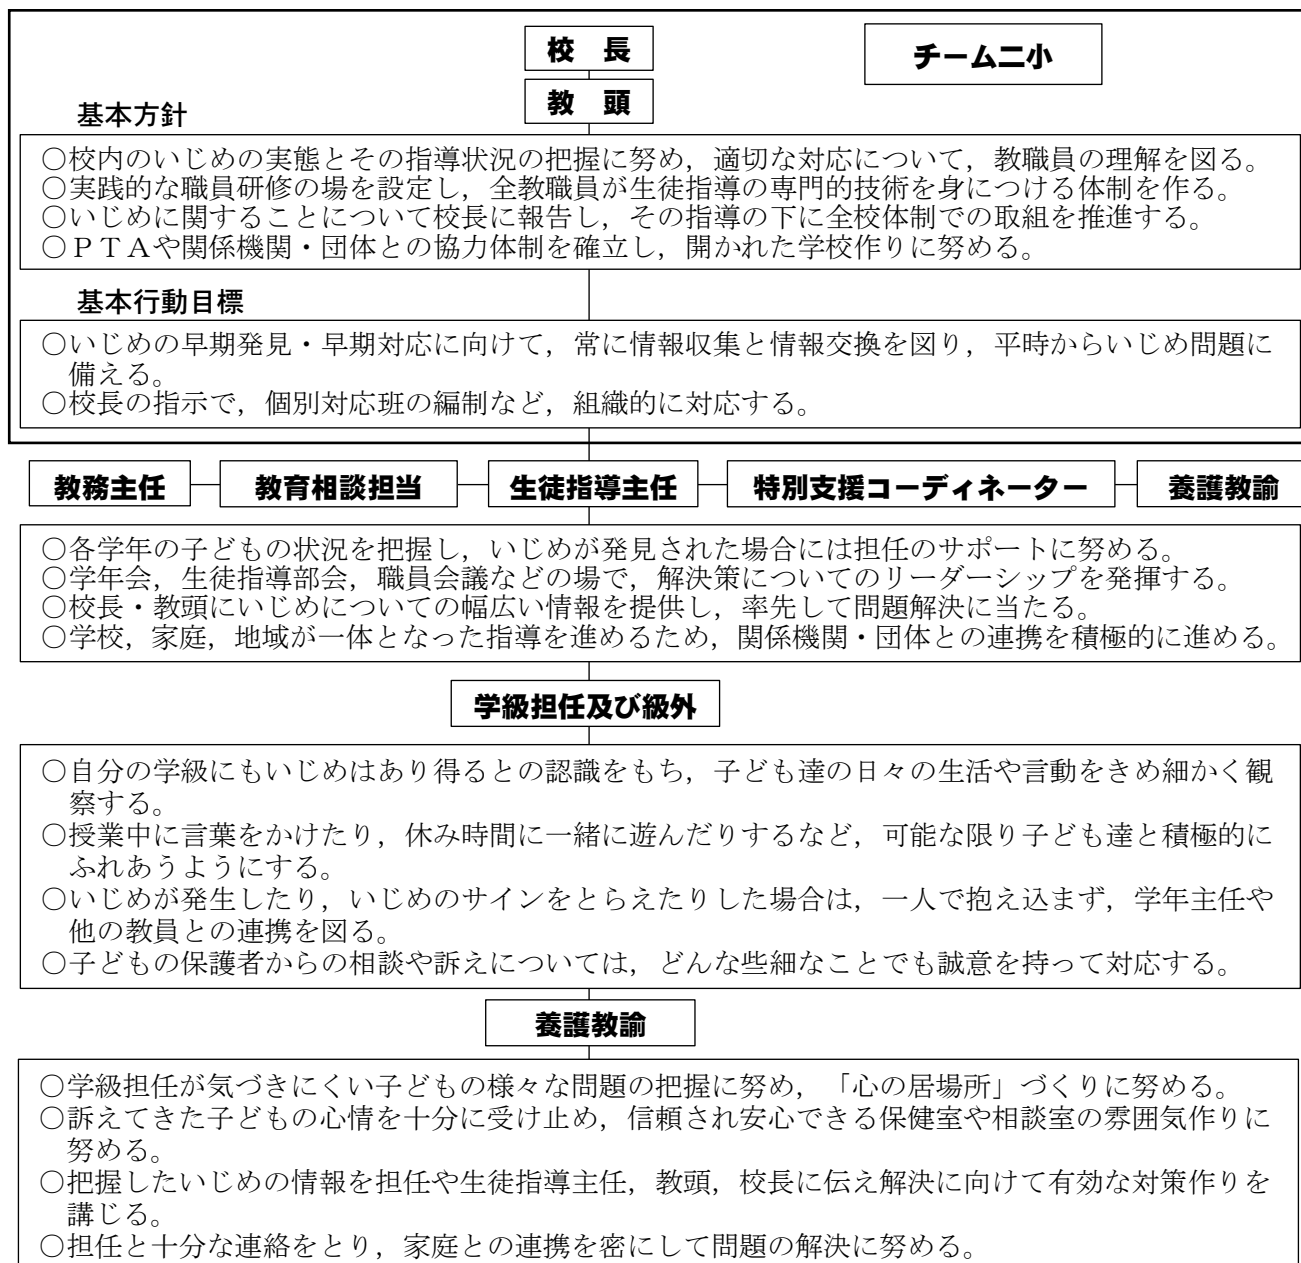 校　長
チーム二小
教　頭
基本方針
○校内のいじめの実態とその指導状況の把握に努め，適切な対応について，教職員の理解を図る。
○実践的な職員研修の場を設定し，全教職員が生徒指導の専門的技術を身につける体制を作る。
○いじめに関することについて校長に報告し，その指導の下に全校体制での取組を推進する。
○ＰＴＡや関係機関・団体との協力体制を確立し，開かれた学校作りに努める。
基本行動目標
○いじめの早期発見・早期対応に向けて，常に情報収集と情報交換を図り，平時からいじめ問題に
備える。
○校長の指示で，個別対応班の編制など，組織的に対応する。
教務主任　教育相談担当　生徒指導主任　特別支援コーディネーター　養護教諭
○各学年の子どもの状況を把握し，いじめが発見された場合には担任のサポートに努める。
○学年会，生徒指導部会，職員会議などの場で，解決策についてのリーダーシップを発揮する。
○校長・教頭にいじめについての幅広い情報を提供し，率先して問題解決に当たる。
○学校，家庭，地域が一体となった指導を進めるため，関係機関・団体との連携を積極的に進める。
学級担任及び級外
○自分の学級にもいじめはあり得るとの認識をもち，子ども達の日々の生活や言動をきめ細かく観
察する。
○授業中に言葉をかけたり，休み時間に一緒に遊んだりするなど，可能な限り子ども達と積極的に
ふれあうようにする。
○いじめが発生したり，いじめのサインをとらえたりした場合は，一人で抱え込まず，学年主任や
他の教員との連携を図る。
○子どもの保護者からの相談や訴えについては，どんな些細なことでも誠意を持って対応する。
養護教諭
○学級担任が気づきにくい子どもの様々な問題の把握に努め，「心の居場所」づくりに努める。
○訴えてきた子どもの心情を十分に受け止め，信頼され安心できる保健室や相談室の雰囲気作りに
努める。
○把握したいじめの情報を担任や生徒指導主任，教頭，校長に伝え解決に向けて有効な対策作りを
講じる。
○担任と十分な連絡をとり，家庭との連携を密にして問題の解決に努める。